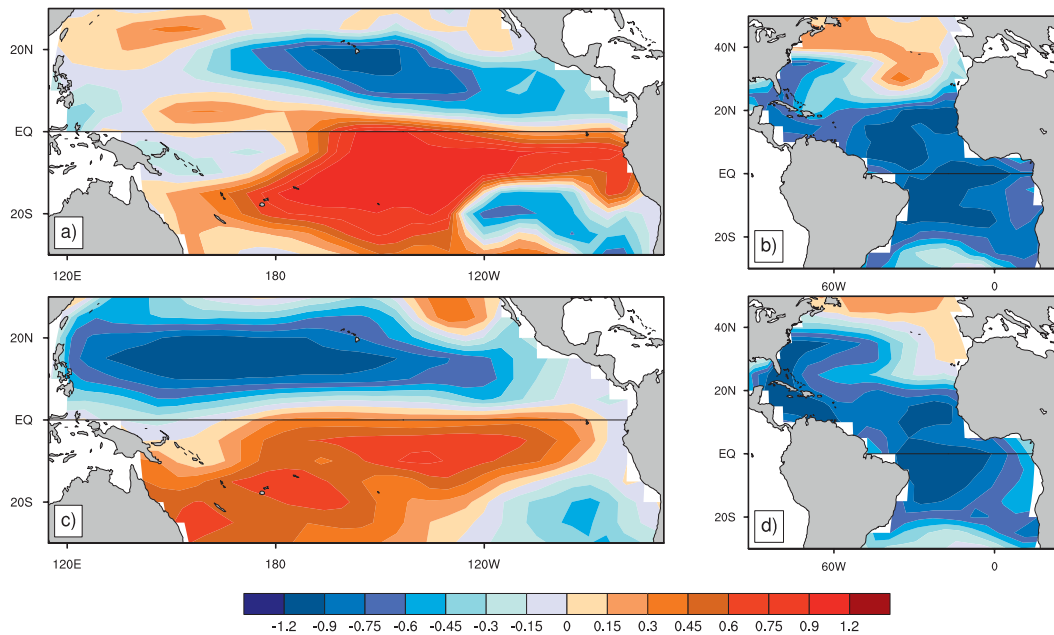 20N
EQ
20S
a)
120E 180 120W
40N
20N
EQ
20S
b)
60W 0
20N
EQ
20S
c)
120E 180 120W
40N
20N
EQ
20S
d)
60W 0
-1.2 -0.9 -0.75 -0.6 -0.45 -0.3 -0.15 0 0.15 0.3 0.45 0.6 0.75 0.9 1.2